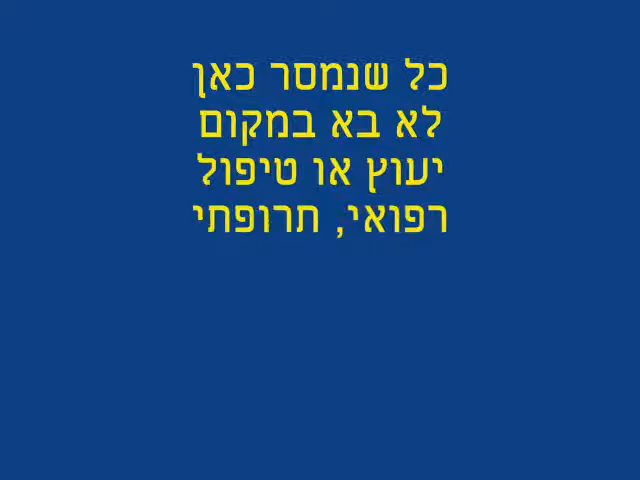 כל שנמסר כאן
לא בא במקום
יעוץ או טיפול
רפואי, תרופתי